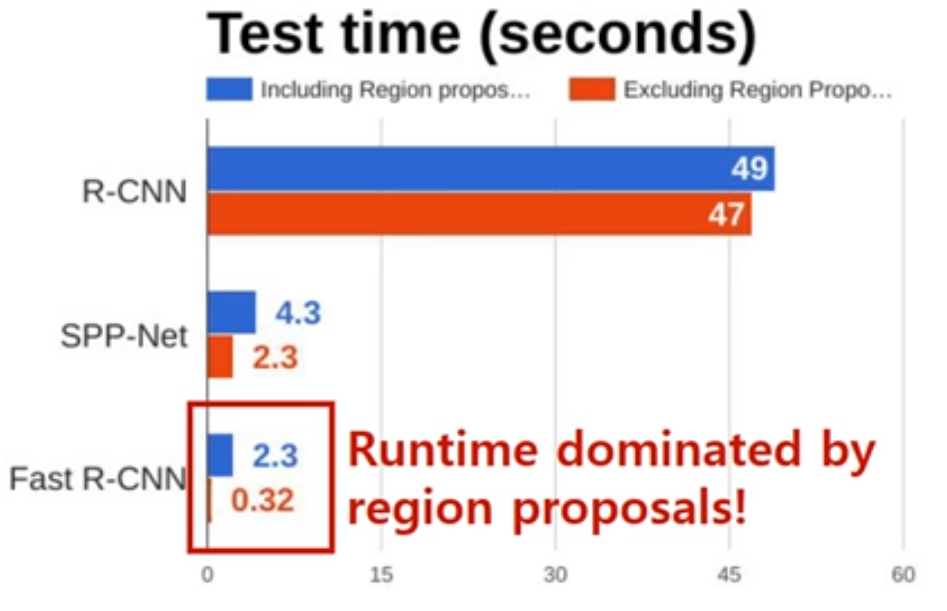 Test time (seconds)
Including Region propos... Excluding Region Propo...
R-CNN
49
47
SPP-Net
4.3
2.3
Fast R-CNN
2.3
0.32
Runtime dominated by
region proposals!
0 15 30 45 60